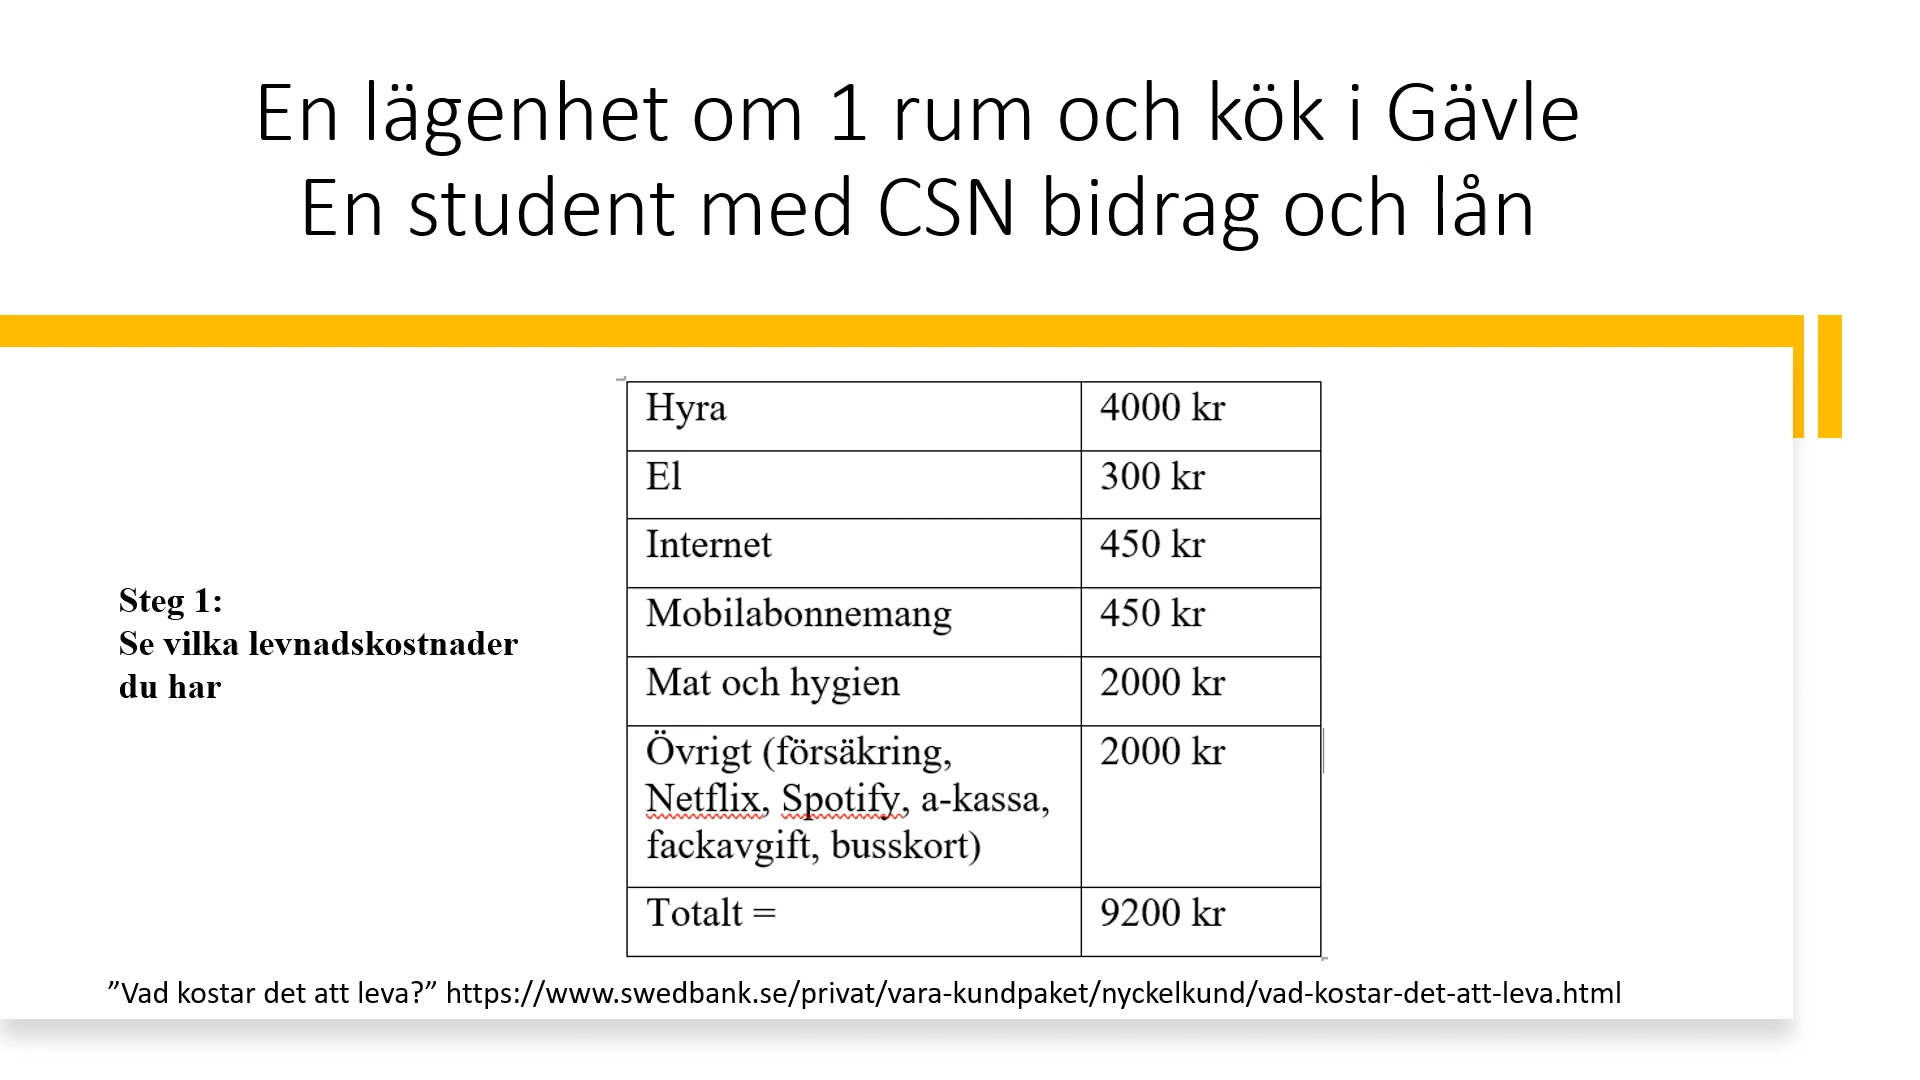 En lägenhet om 1 rum och kök i Gävle
En student med CSN bidrag och lån
Steg 1:
Se vilka levnadskostnader
du har
Hyra 4000 kr
El 300 kr
Internet 450 kr
Mobilabonnemang 450 kr
Mat och hygien 2000 kr
Övrigt (försäkring, 2000 kr
Netflix, Spotify, a-kassa,
fackavgift, busskort)
Totalt = 9200 kr
”Vad kostar det att leva?” https://www.swedbank.se/privat/vara-kundpaket/nyckelkund/vad-kostar-det-att-leva.html